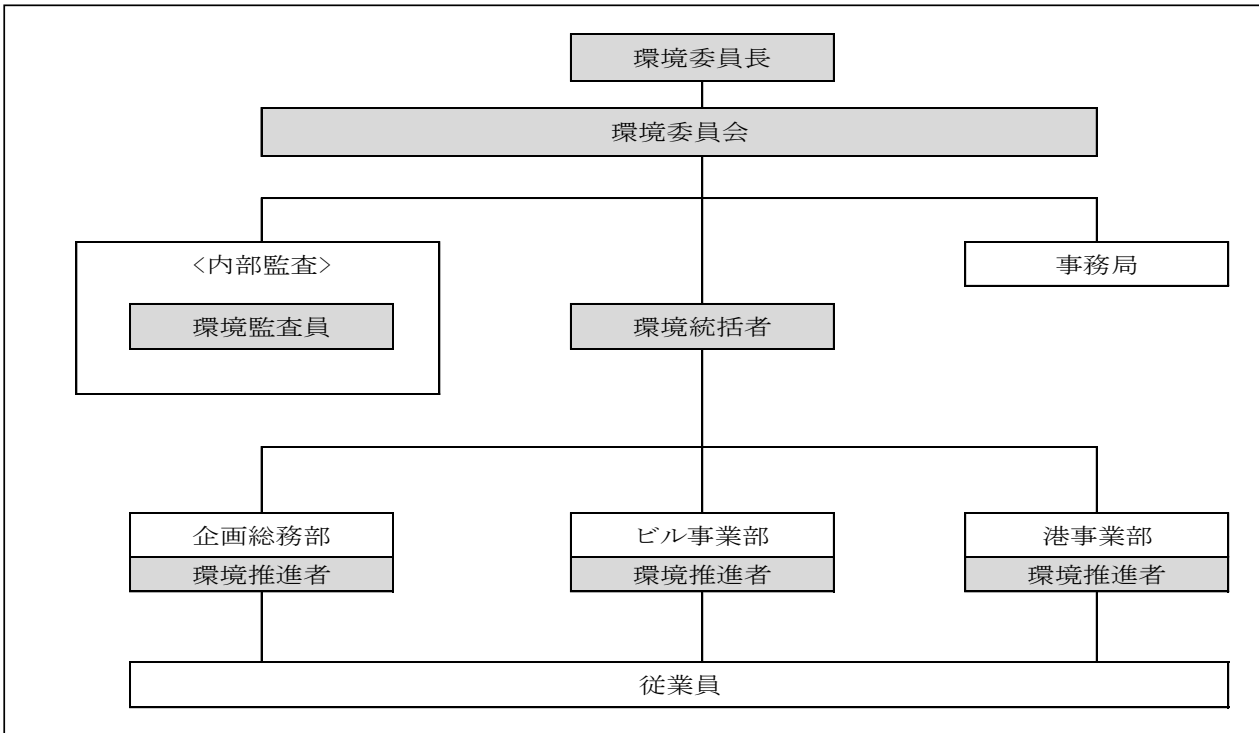 環境委員長
環境委員会
<内部監査>
事務局
環境監査員
環境統括者
企画総務部
ビル事業部
港事業部
環境推進者
環境推進者
環境推進者
従業員